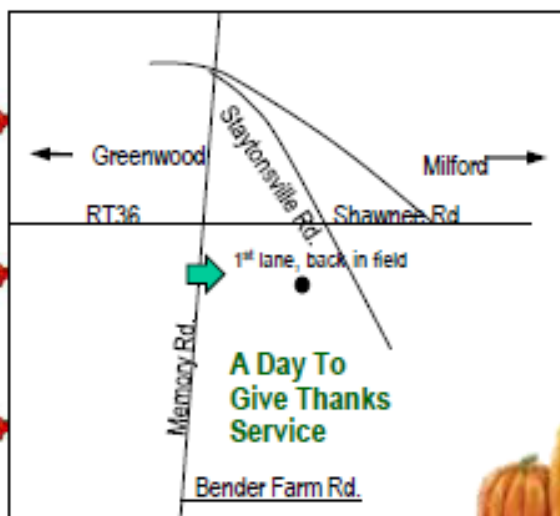 Staytonsville Rd.
Greenwood
Milford
RT36
Shawnee Rd.
1st lane, back in field
Memory Rd.
A Day To
Give Thanks
Service
Bender Farm Rd.